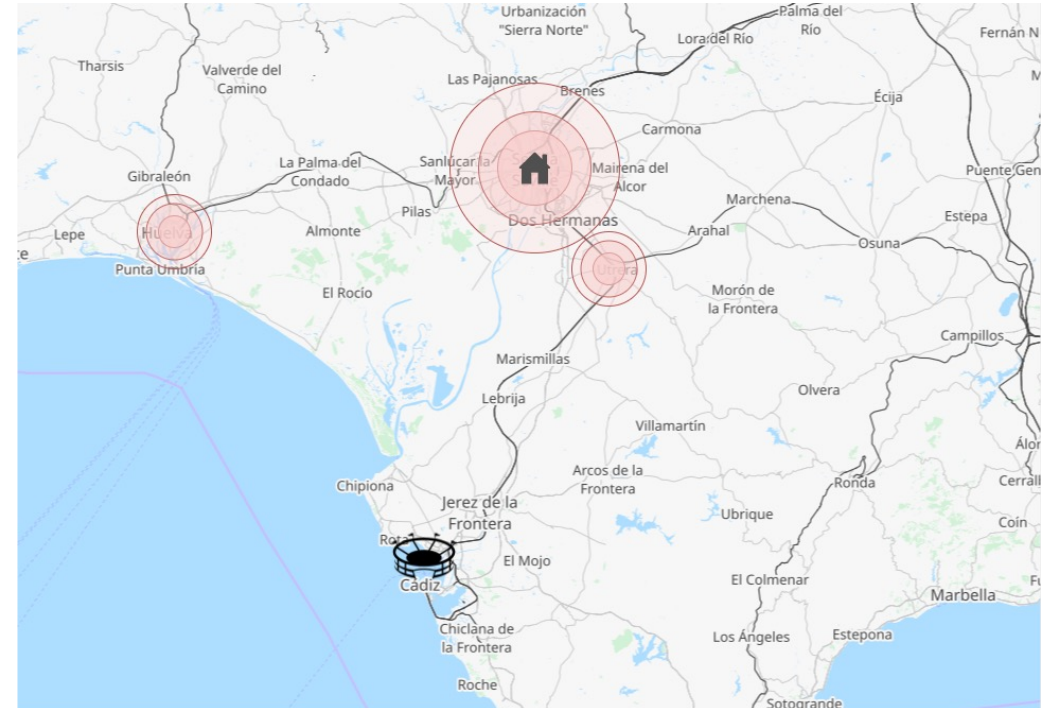 Urbanización
"Sierra Norte"
Palma del
Río
Lora del Río
Fernán N
Tharsis
Valverde del
Camino
Las Pajanosas
Brenes
Écija
Carmona
La Palma del
Condado
Sanlúcar la
Mayor
Mairena del
Alcor
Gibraleón
Puente Gen
Marchena
Pilas
Dos Hermanas
Estepa
Lepe
Huelva
Almonte
Arahal
Osuna
Punta Umbría
Utrera
El Rocío
Morón de
la Frontera
Campillos
Marismillas
Olvera
Lebrija
Villamartín
Álor
Arcos de la
Frontera
Chipiona
Ronda
Cerrall
Jerez de la
Frontera
Ubrique
Coín
Rota
El Mojo
Cádiz
El Colmenar
Marbella
Chiclana de
la Frontera
Los Ángeles
Estepona
Roche
Sotogrande